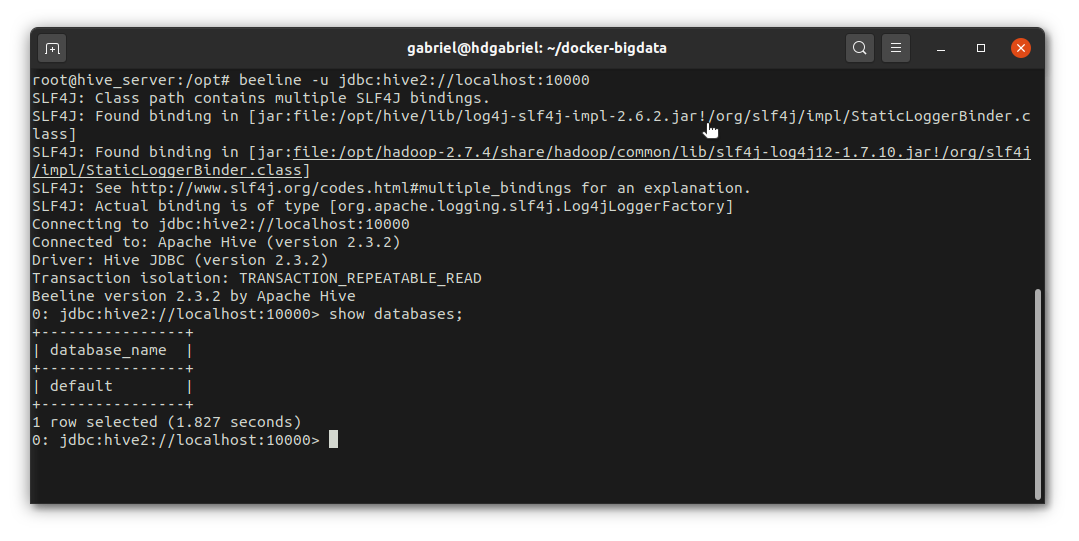 gabriel@hdgabriel: ~/docker-bigdata
root@hive_server:/opt# beeline -u jdbc:hive2://localhost:10000
SLF4J: Class path contains multiple SLF4J bindings.
SLF4J: Found binding in [jar:file:/opt/hive/lib/log4j-slf4j-impl-2.6.2.jar!/org/slf4j/impl/StaticLoggerBinder.c
lass]
SLF4J: Found binding in [jar:file:/opt/hadoop-2.7.4/share/hadoop/common/lib/slf4j-log4j12-1.7.10.jar!/org/slf4j
/impl/StaticLoggerBinder.class]
SLF4J: See http://www.slf4j.org/codes.html#multiple_bindings for an explanation.
SLF4J: Actual binding is of type [org.apache.logging.slf4j.Log4jLoggerFactory]
Connecting to jdbc:hive2://localhost:10000
Connected to: Apache Hive (version 2.3.2)
Driver: Hive JDBC (version 2.3.2)
Transaction isolation: TRANSACTION_REPEATABLE_READ
Beeline version 2.3.2 by Apache Hive
0: jdbc:hive2://localhost:10000> show databases;
+----------------+
| database_name  |
+----------------+
| default        |
+----------------+
1 row selected (1.827 seconds)
0: jdbc:hive2://localhost:10000>